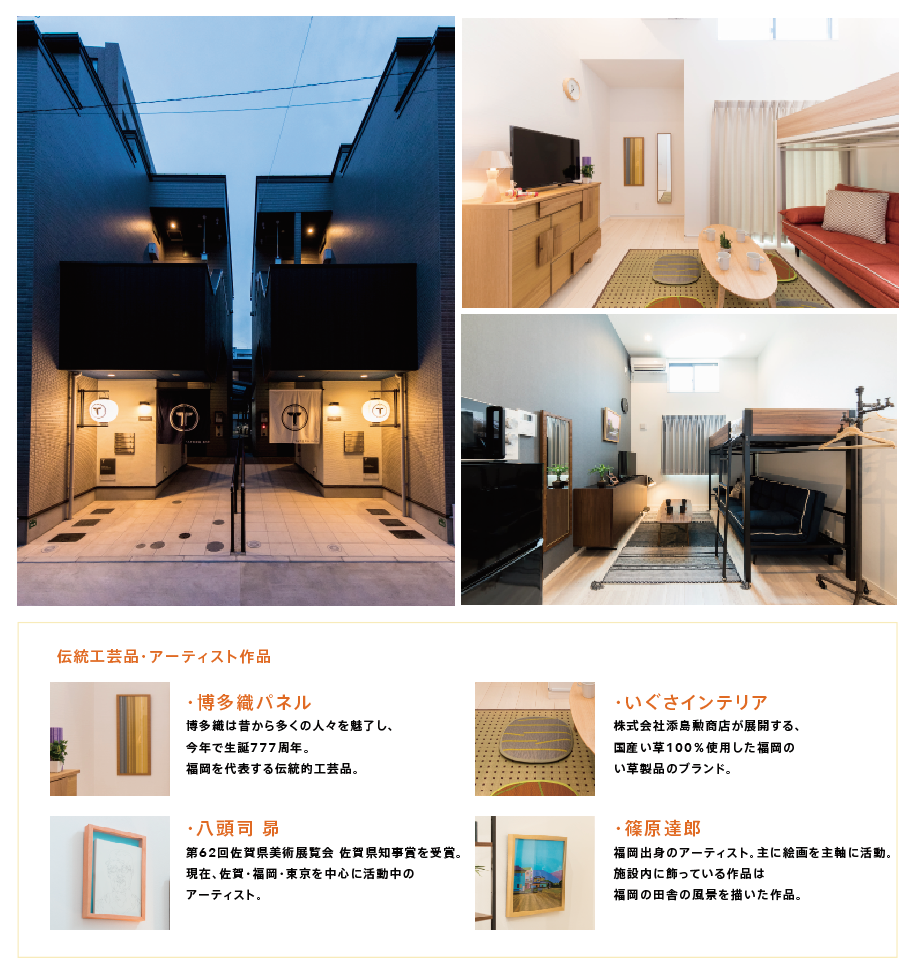 T
T
T
T
伝統工芸品・アーティスト作品
・博多織パネル
博多織は昔から多くの人々を魅了し、
今年で生誕777周年。
福岡を代表する伝統的工芸品。
・いぐさインテリア
株式会社添島勲商店が展開する、
国産い草100％使用した福岡の
い草製品のブランド。
・八頭司 昴
第62回佐賀県美術展覧会 佐賀県知事賞を受賞。
現在、佐賀・福岡・東京を中心に活動中の
アーティスト。
・篠原達郎
福岡出身のアーティスト。主に絵画を主軸に活動。
施設内に飾っている作品は
福岡の田舎の風景を描いた作品。